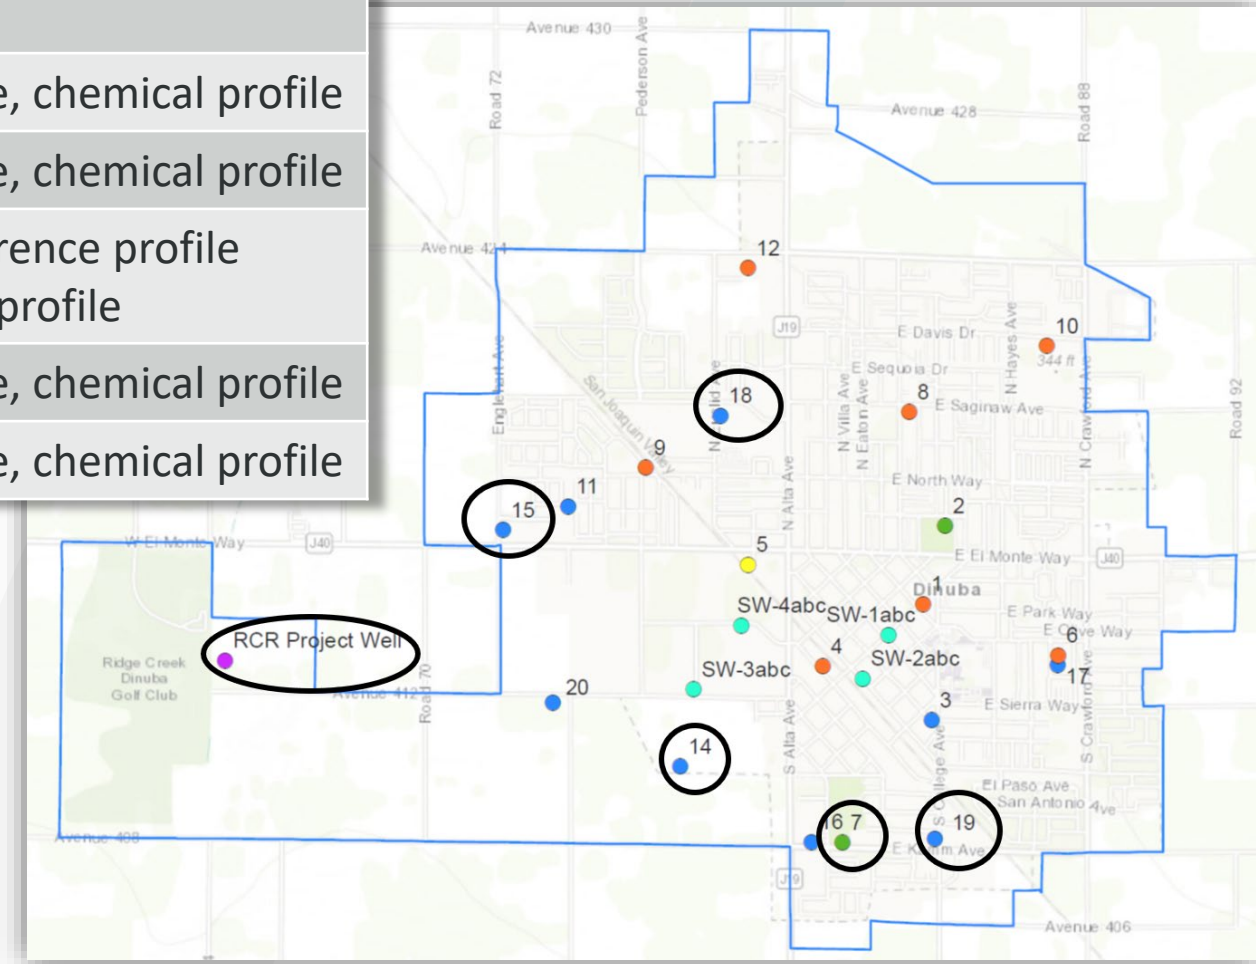 e, chemical profile
e, chemical profile
rence profile
profile
e, chemical profile
e, chemical profile
Avenue 430
Pederson Ave
Road 72
Avenue 428
Road 88
Avenue 424
12
J19
E Davis Dr
N Hayes Ave
10
344 ft
E Sequoia Dr
Englehart Ave
18
N Euclid Ave
N Villa Ave
N Eaton Ave
8
E Saginaw Ave
N Crawford Ave
Road 92
San Joaquin Valley
9
N Alta Ave
E North Way
11
15
2
W El Monte Way
J40
5
E El Monte Way
J40
Dinuba
1
SW-4abc
SW-1abc
E Park Way
E Olive Way
RCR Project Well
6
4
SW-2abc
17
Ridge Creek
Dinuba
Golf Club
SW-3abc
Avenue 412
Road 70
20
3
E Sierra Way
S Crawford Ave
14
S Alta Ave
S College Ave
El Paso Ave
San Antonio Ave
16
7
19
Avenue 408
E Kamm Ave
J19
Avenue 406